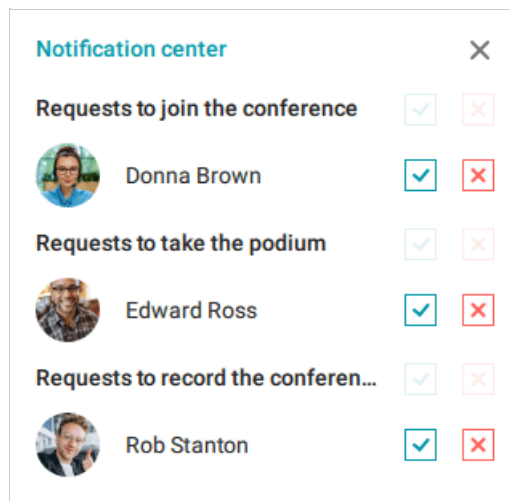 Notification center
Requests to join the conference
Donna Brown
Requests to take the podium
Edward Ross
Requests to record the conferen...
Rob Stanton